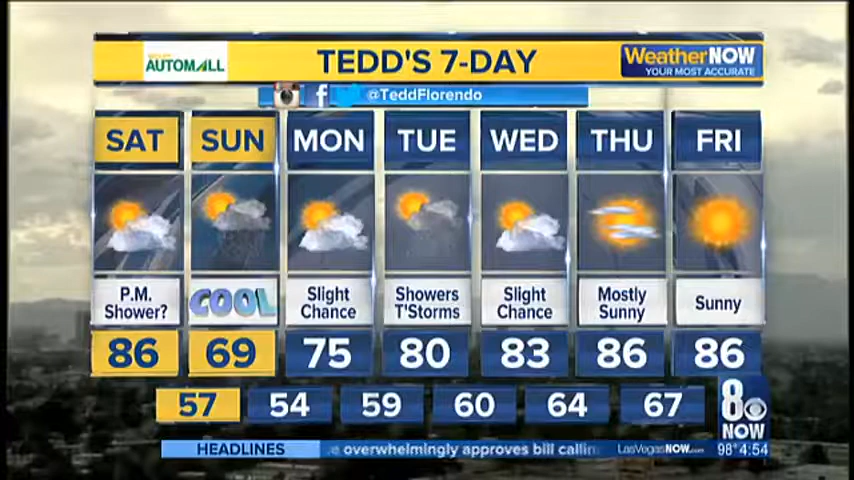 AUTOMALL
TEDD'S 7-DAY
WeatherNOW
YOUR MOST ACCURATE
f @TeddFlorendo
SAT SUN MON TUE WED THU FRI
P.M. Shower?
COOL
Slight Chance
Showers T'Storms
Slight Chance
Mostly Sunny
Sunny
86 69 75 80 83 86 86
57 54 59 60 64 67
8
NOW
HEADLINES
overwhelmingly approves bill callin
LasVegasNOW.com
98° 4:54